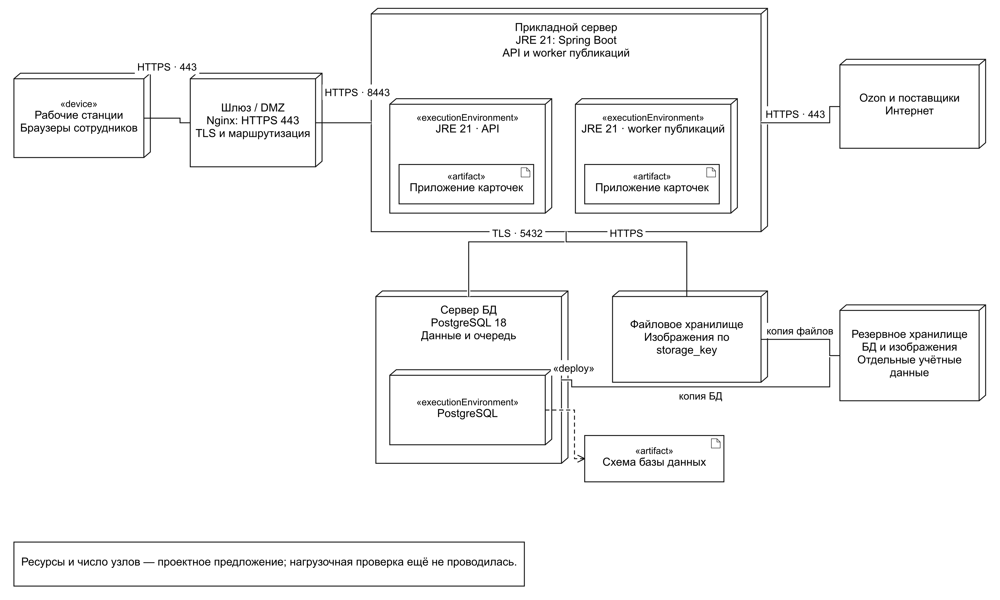 Прикладной сервер
JRE 21: Spring Boot
API и worker публикаций
HTTPS · 443
«device»
Рабочие станции
Браузеры сотрудников
Шлюз / DMZ
Nginx: HTTPS 443
TLS и маршрутизация
HTTPS · 8443
«executionEnvironment»
JRE 21 · API
«artifact»
Приложение карточек
«executionEnvironment»
JRE 21 · worker публикаций
«artifact»
Приложение карточек
HTTPS · 443
Ozon и поставщики
Интернет
TLS · 5432
HTTPS
Сервер БД
PostgreSQL 18
Данные и очередь
«executionEnvironment»
PostgreSQL
«deploy»
Файловое хранилище
Изображения по
storage_key
копия файлов
Резервное хранилище
БД и изображения
Отдельные учётные
данные
копия БД
«artifact»
Схема базы данных
Ресурсы и число узлов — проектное предложение; нагрузочная проверка ещё не проводилась.